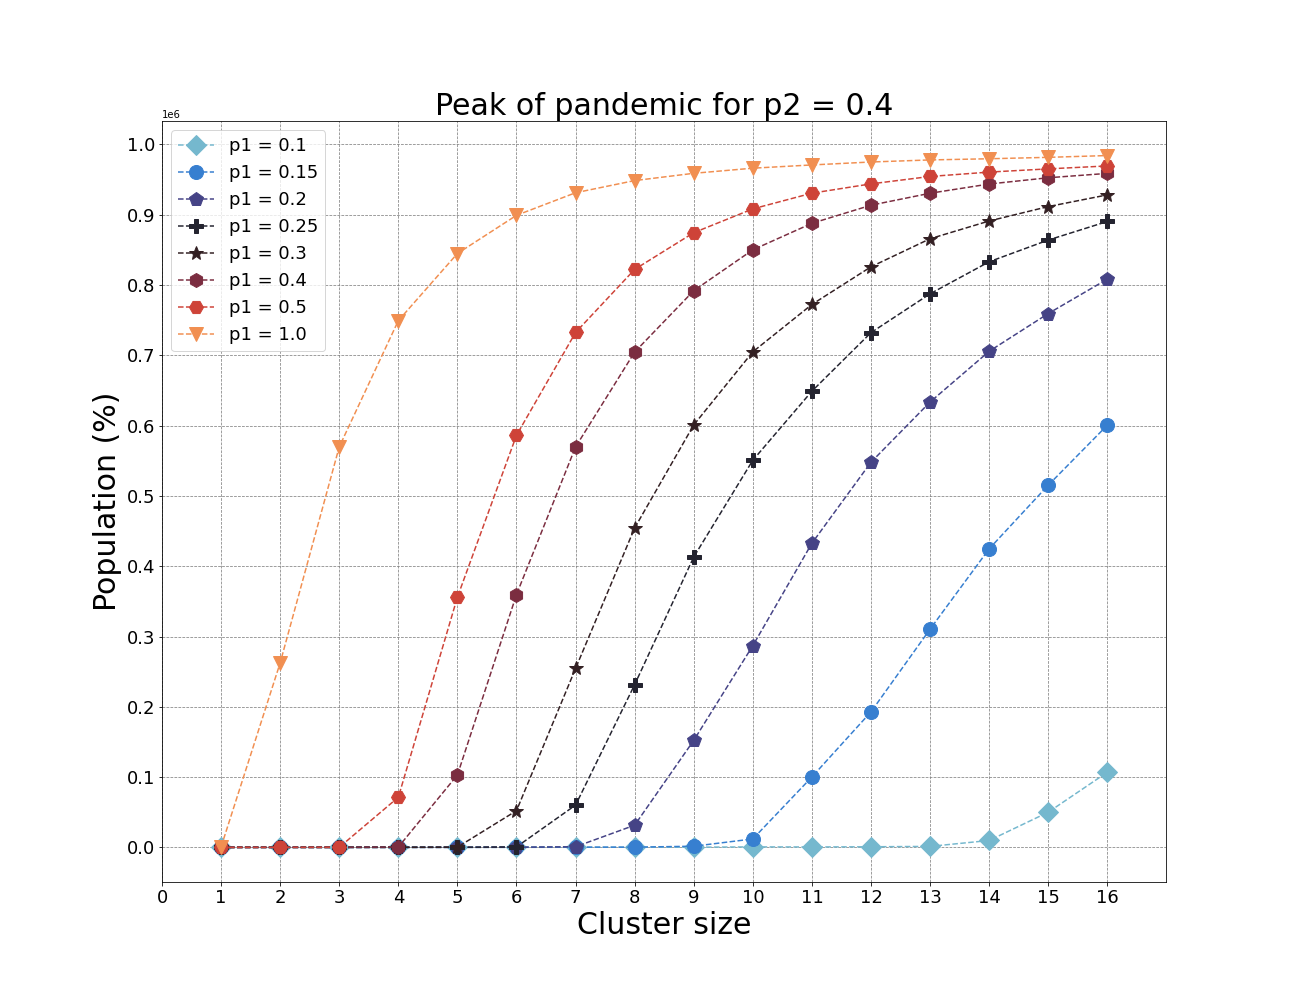 Peak of pandemic for p2 = 0.4
1e6
1.0
0.9
0.8
0.7
0.6
0.5
0.4
0.3
0.2
0.1
0.0
Population (%)
p1 = 0.1
p1 = 0.15
p1 = 0.2
p1 = 0.25
p1 = 0.3
p1 = 0.4
p1 = 0.5
p1 = 1.0
0 1 2 3 4 5 6 7 8 9 10 11 12 13 14 15 16
Cluster size